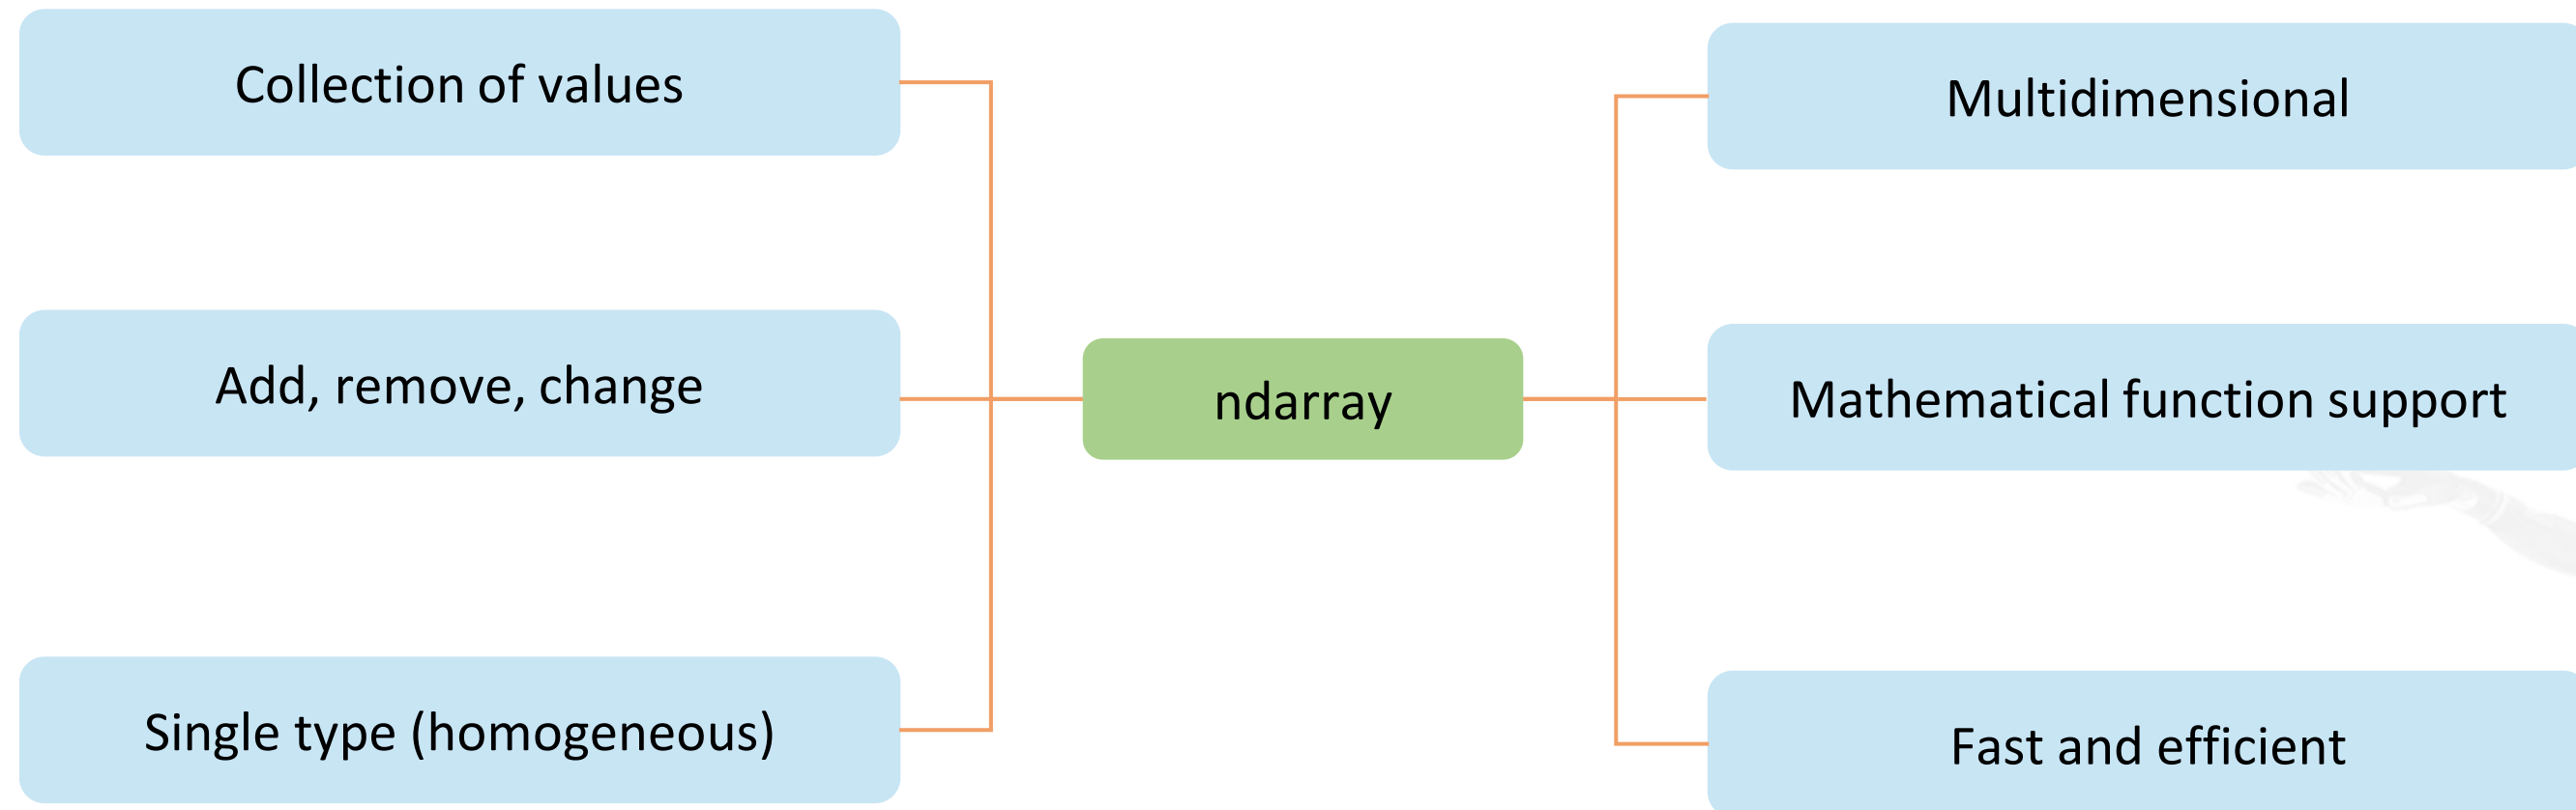 Collection of values
Add, remove, change
Single type (homogeneous)
ndarray
Multidimensional
Mathematical function support
Fast and efficient